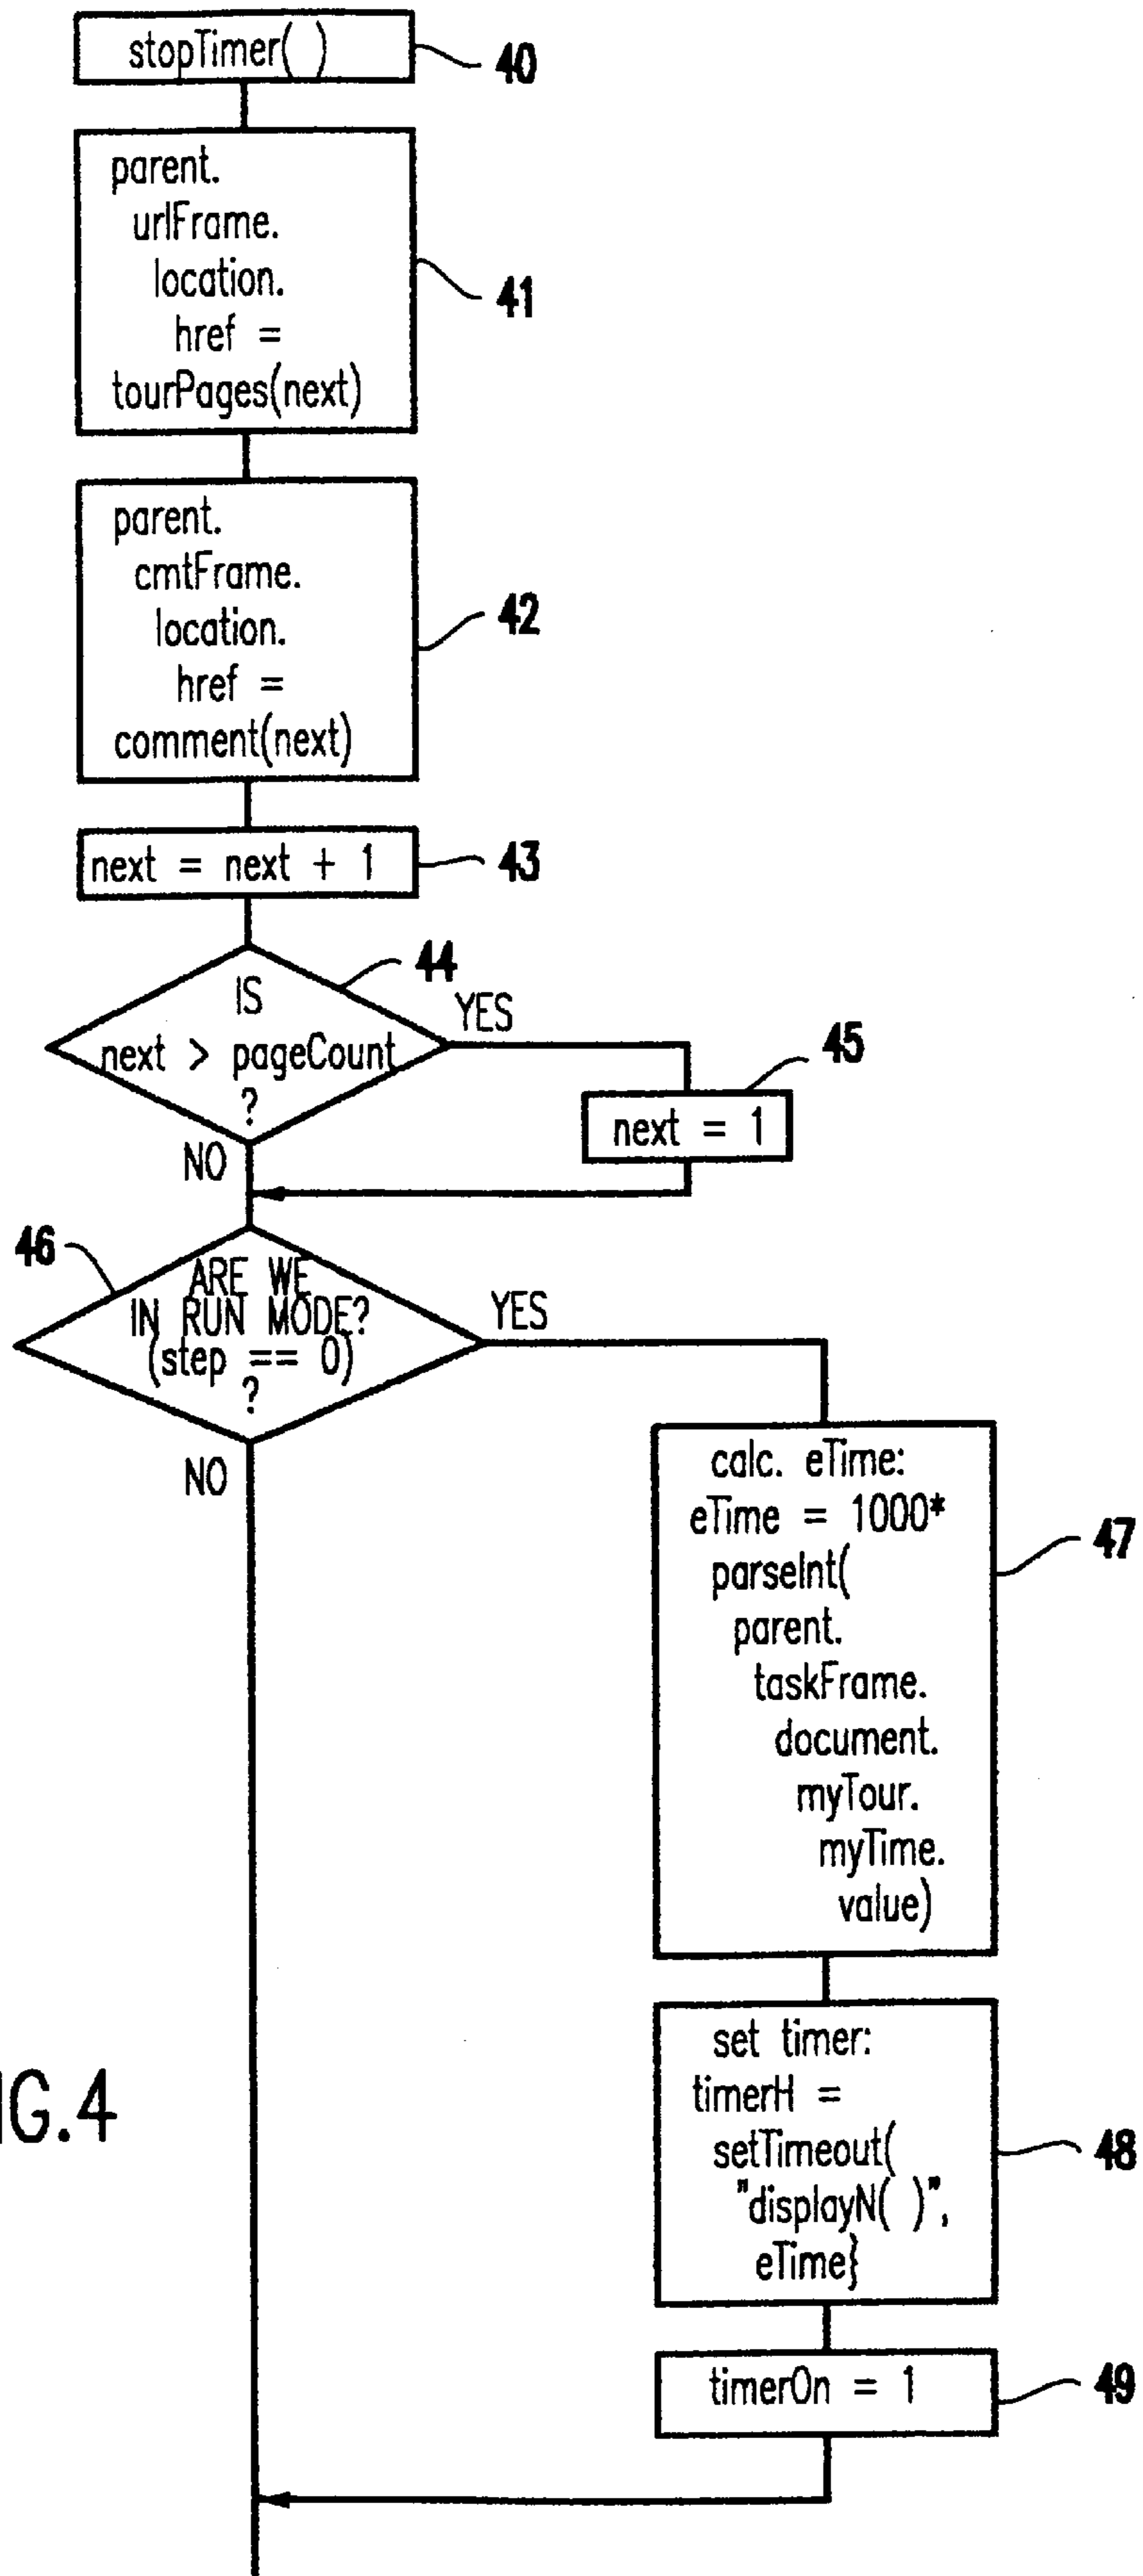 stopTimer( )
40
parent.
urlFrame.
location.
href =
tourPages(next)
41
parent.
cmtFrame.
location.
href =
comment(next)
42
next = next + 1
43
44
IS
next > pageCount
?
YES
NO
45
next = 1
46
ARE WE
IN RUN MODE?
(step == 0)
?
YES
NO
calc. eTime:
eTime = 1000*
parseInt(
parent.
taskFrame.
document.
myTour.
myTime.
value)
47
set timer:
timerH =
setTimeout(
"displayN( )",
eTime}
48
timerOn = 1
49
IG.4